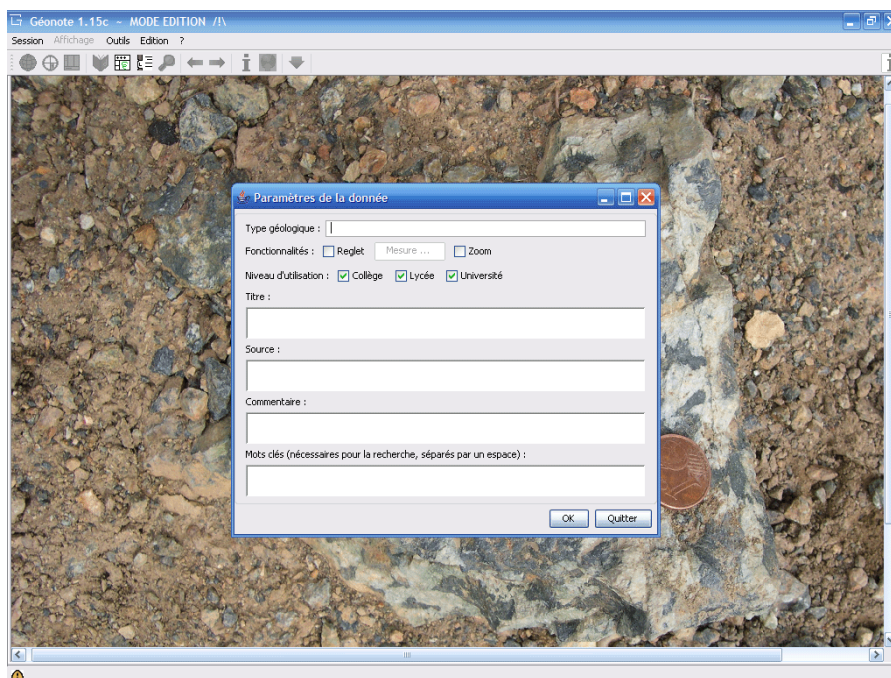 Géonote 1.15c ~ MODE EDITION /!\
Session Affichage Outils Edition ?
Paramètres de la donnée
Type géologique :
Fonctionnalités : Reglet Mesure ... Zoom
Niveau d'utilisation : Collège Lycée Université
Titre :
Source :
Commentaire :
Mots clés (nécessaires pour la recherche, séparés par un espace) :
OK Quitter